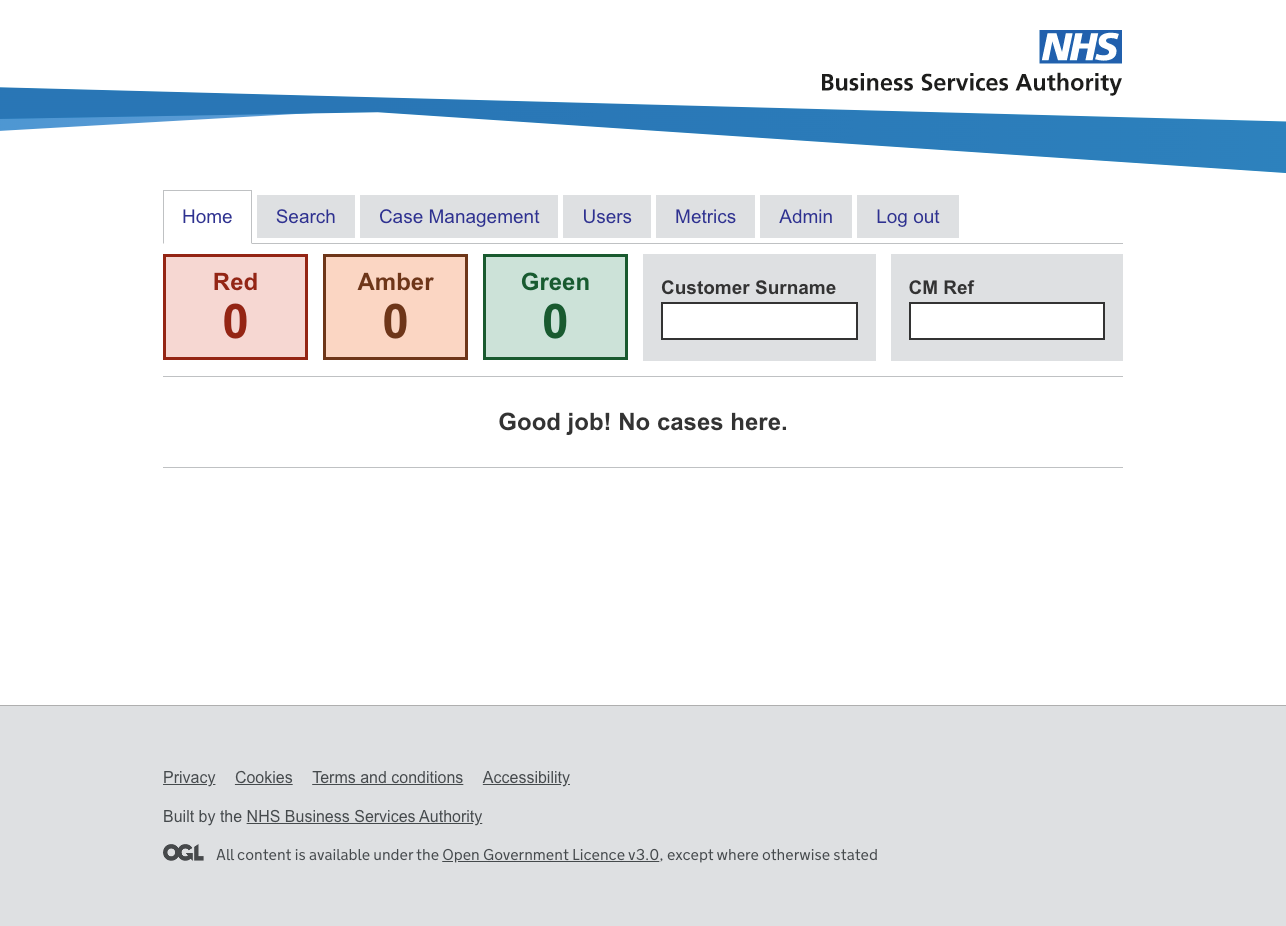 NHS
Business Services Authority
Home Search Case Management Users Metrics Admin Log out
Red Amber Green Customer Surname CM Ref
0 0 0
Good job! No cases here.
Privacy Cookies Terms and conditions Accessibility
Built by the NHS Business Services Authority
OGL All content is available under the Open Government Licence v3.0, except where otherwise stated